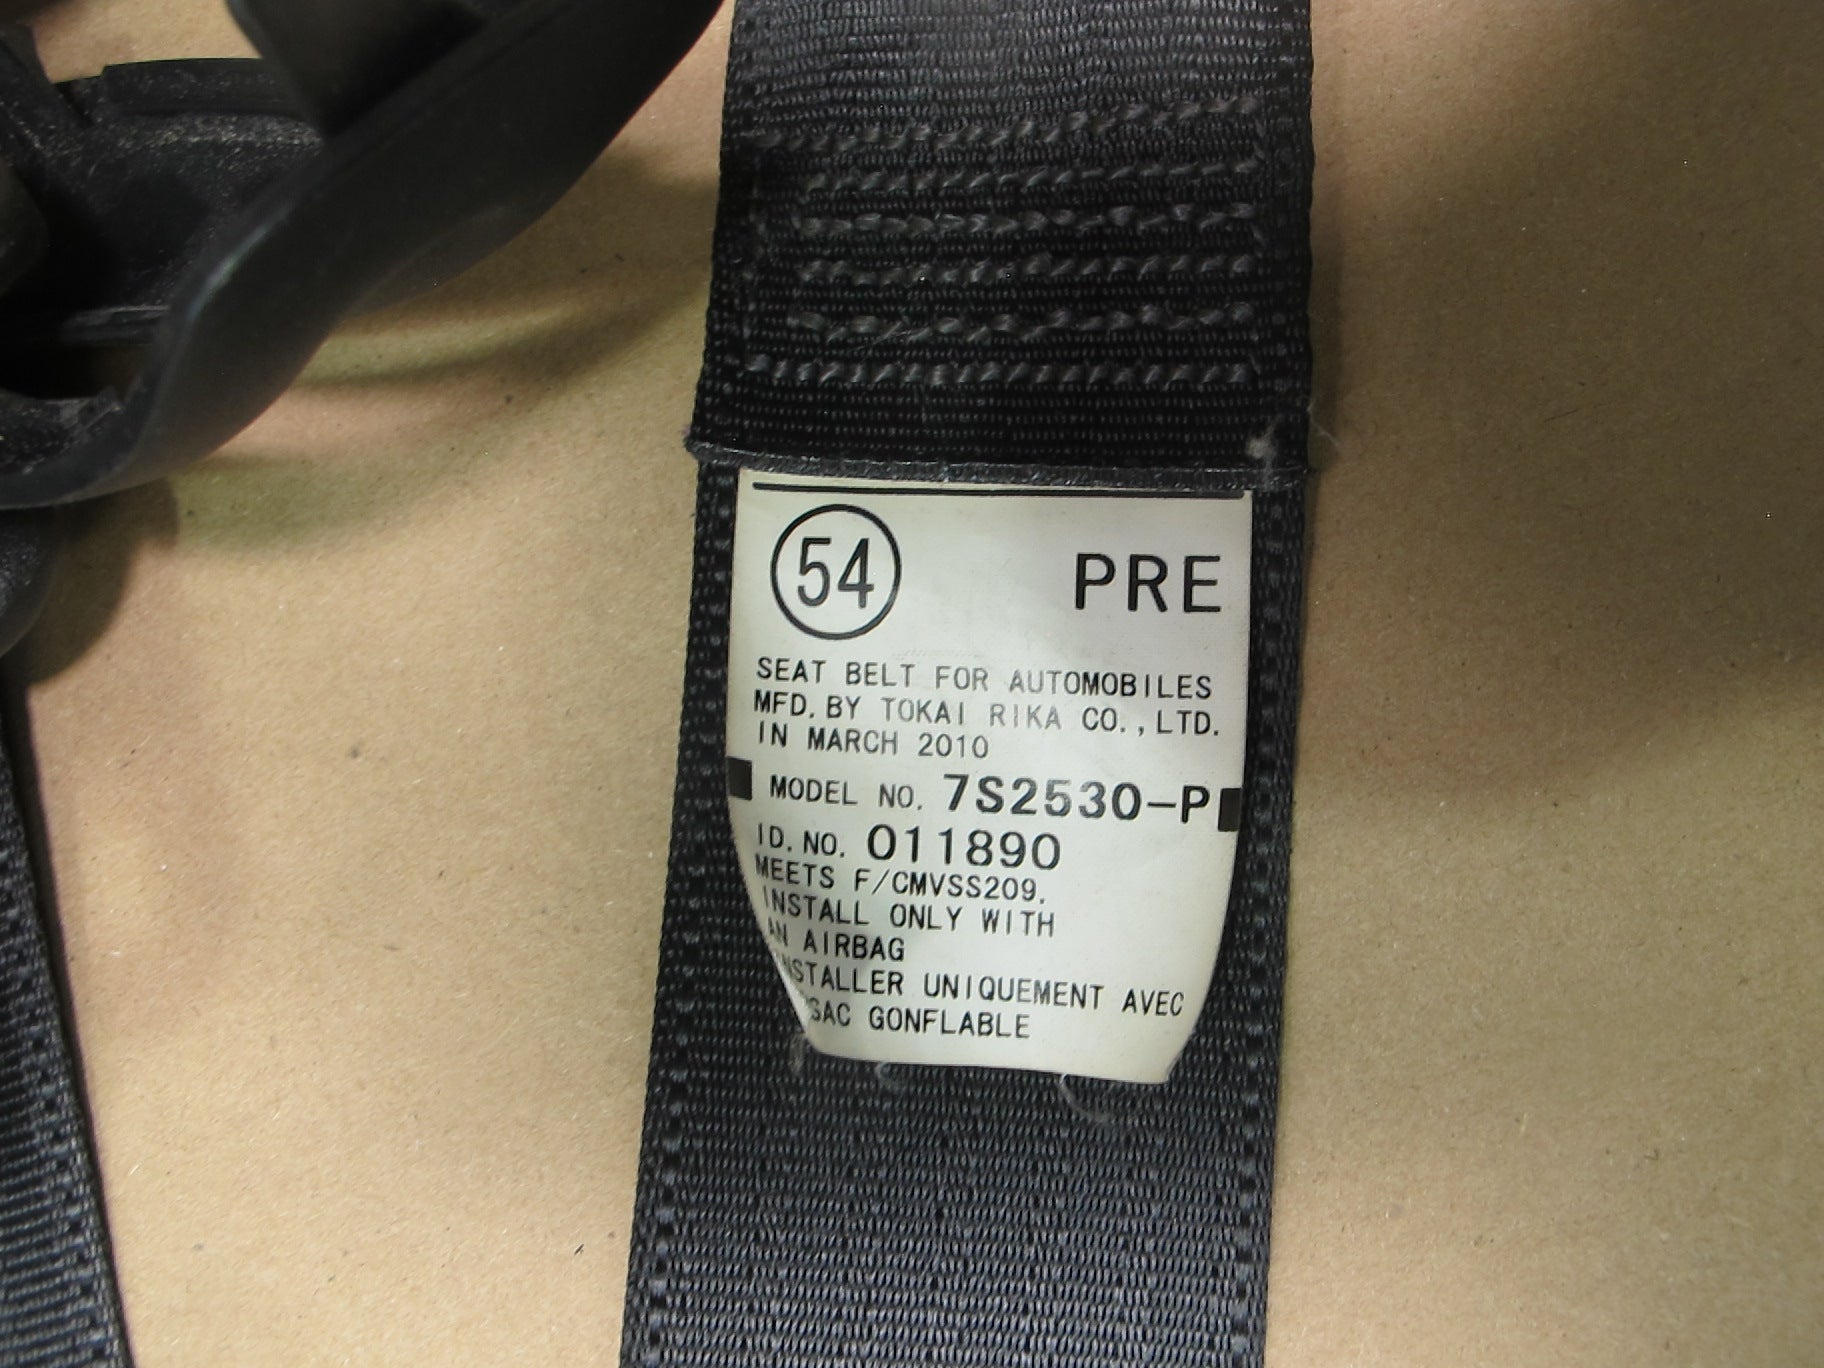 54 PRE
SEAT BELT FOR AUTOMOBILES
MFD. BY TOKAI RIKA CO., LTD.
IN MARCH 2010
MODEL NO. 7S2530-P
ID. NO. 011890
MEETS F/CMVSS209.
INSTALL ONLY WITH
AN AIRBAG
INSTALLER UNIQUEMENT AVEC
SAC GONFLABLE